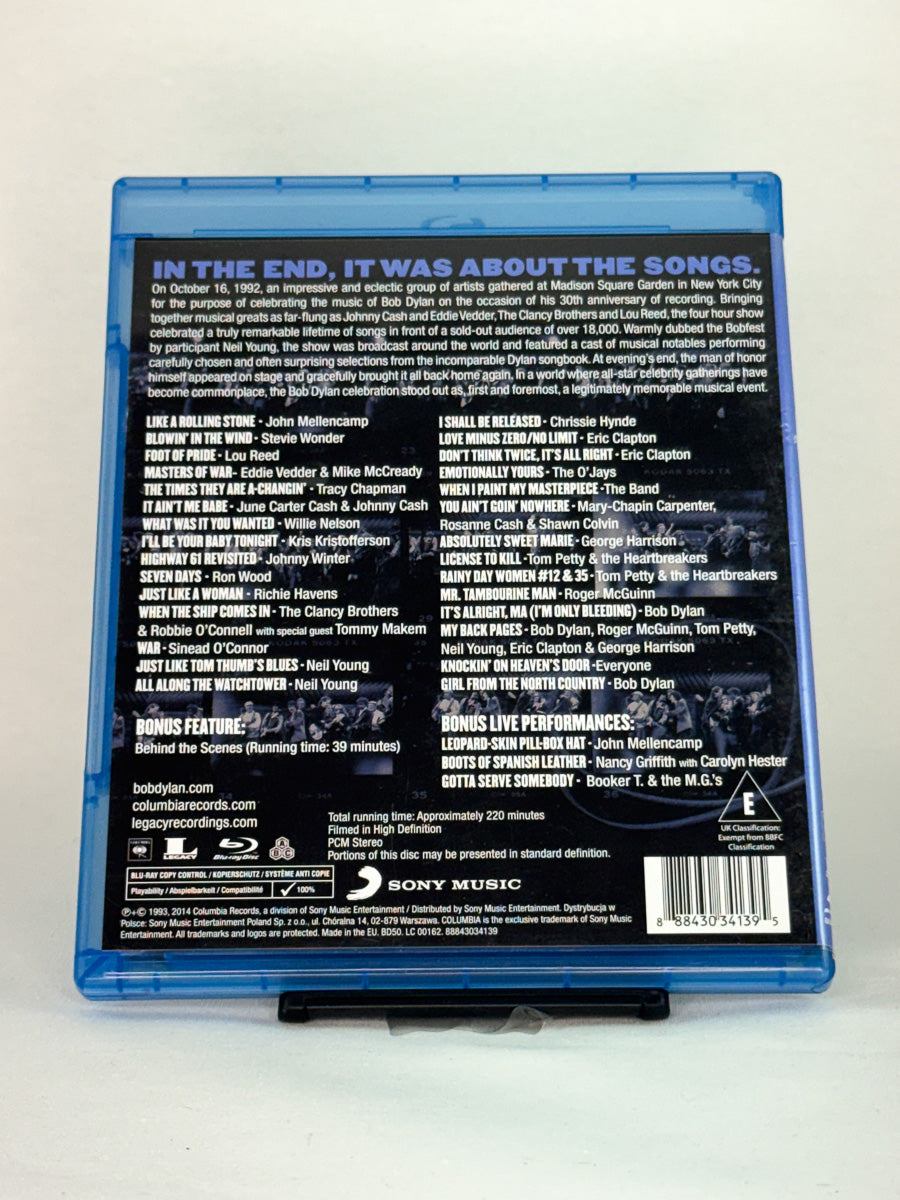 IN THE END, IT WAS ABOUT THE SONGS.
On October 16, 1992, an impressive and eclectic group of artists gathered at Madison Square Garden in New York City
for the purpose of celebrating the music of Bob Dylan on the occasion of his 30th anniversary of recording. Bringing
together musical greats as far-flung as Johnny Cash and Eddie Vedder, The Clancy Brothers and Lou Reed, the four hour show
celebrated a truly remarkable lifetime of songs in front of a sold-out audience of over 18,000. Warmly dubbed the Bobfest
by participant Neil Young, the show was broadcast around the world and featured a cast of musical notables performing
carefully chosen and often surprising selections from the incomparable Dylan songbook. At evening's end, the man of honor
himself appeared on stage and gracefully brought it all back home again. In a world where all-star celebrity gatherings have
become commonplace, the Bob Dylan celebration stood out as, first and foremost, a legitimately memorable musical event.
LIKE A ROLLING STONE - John Mellencamp
BLOWIN' IN THE WIND - Stevie Wonder
FOOT OF PRIDE - Lou Reed
MASTERS OF WAR- Eddie Vedder & Mike McCready
THE TIMES THEY ARE A-CHANGIN' - Tracy Chapman
IT AIN'T ME BABE - June Carter Cash & Johnny Cash
WHAT WAS IT YOU WANTED - Willie Nelson
I'LL BE YOUR BABY TONIGHT - Kris Kristofferson
HIGHWAY 61 REVISITED - Johnny Winter
SEVEN DAYS - Ron Wood
JUST LIKE A WOMAN - Richie Havens
WHEN THE SHIP COMES IN - The Clancy Brothers
& Robbie O'Connell with special guest Tommy Makem
WAR - Sinead O'Connor
JUST LIKE TOM THUMB'S BLUES - Neil Young
ALL ALONG THE WATCHTOWER - Neil Young
I SHALL BE RELEASED - Chrissie Hynde
LOVE MINUS ZERO/NO LIMIT - Eric Clapton
DON'T THINK TWICE, IT'S ALL RIGHT - Eric Clapton
EMOTIONALLY YOURS - The O'Jays
WHEN I PAINT MY MASTERPIECE -The Band
YOU AIN'T GOIN' NOWHERE - Mary-Chapin Carpenter,
Rosanne Cash & Shawn Colvin
ABSOLUTELY SWEET MARIE - George Harrison
LICENSE TO KILL - Tom Petty & the Heartbreakers
RAINY DAY WOMEN #12 & 35 - Tom Petty & the Heartbreakers
MR. TAMBOURINE MAN - Roger McGuinn
IT'S ALRIGHT, MA (I'M ONLY BLEEDING) - Bob Dylan
MY BACK PAGES - Bob Dylan, Roger McGuinn, Tom Petty,
Neil Young, Eric Clapton & George Harrison
KNOCKIN' ON HEAVEN'S DOOR -Everyone
GIRL FROM THE NORTH COUNTRY - Bob Dylan
BONUS FEATURE:
Behind the Scenes (Running time: 39 minutes)
BONUS LIVE PERFORMANCES:
LEOPARD-SKIN PILL-BOX HAT - John Mellencamp
BOOTS OF SPANISH LEATHER - Nancy Griffith with Carolyn Hester
GOTTA SERVE SOMEBODY - Booker T. & the M.G.'s
bobdylan.com
columbiarecords.com
legacyrecordings.com
Total running time: Approximately 220 minutes
Filmed in High Definition
PCM Stereo
Portions of this disc may be presented in standard definition.
E
UK Classification:
Exempt from BBFC
Classification
COLUMBIA
LEGACY
Blu-ray Disc
ABC
BLU-RAY COPY CONTROL / KOPIERSCHUTZ / SYSTÈME ANTI COPIE
Playability / Abspielbarkeit / Compatibilité
✓ 100%
SONY MUSIC
℗+© 1993, 2014 Columbia Records, a division of Sony Music Entertainment / Distributed by Sony Music Entertainment. Dystrybucja w
Polsce: Sony Music Entertainment Poland Sp. z o.o., ul. Chóralna 14, 02-879 Warszawa. COLUMBIA is the exclusive trademark of Sony Music
Entertainment. All trademarks and logos are protected. Made in the EU. BD50. LC 00162. 88843034139
8 88430 34139 5